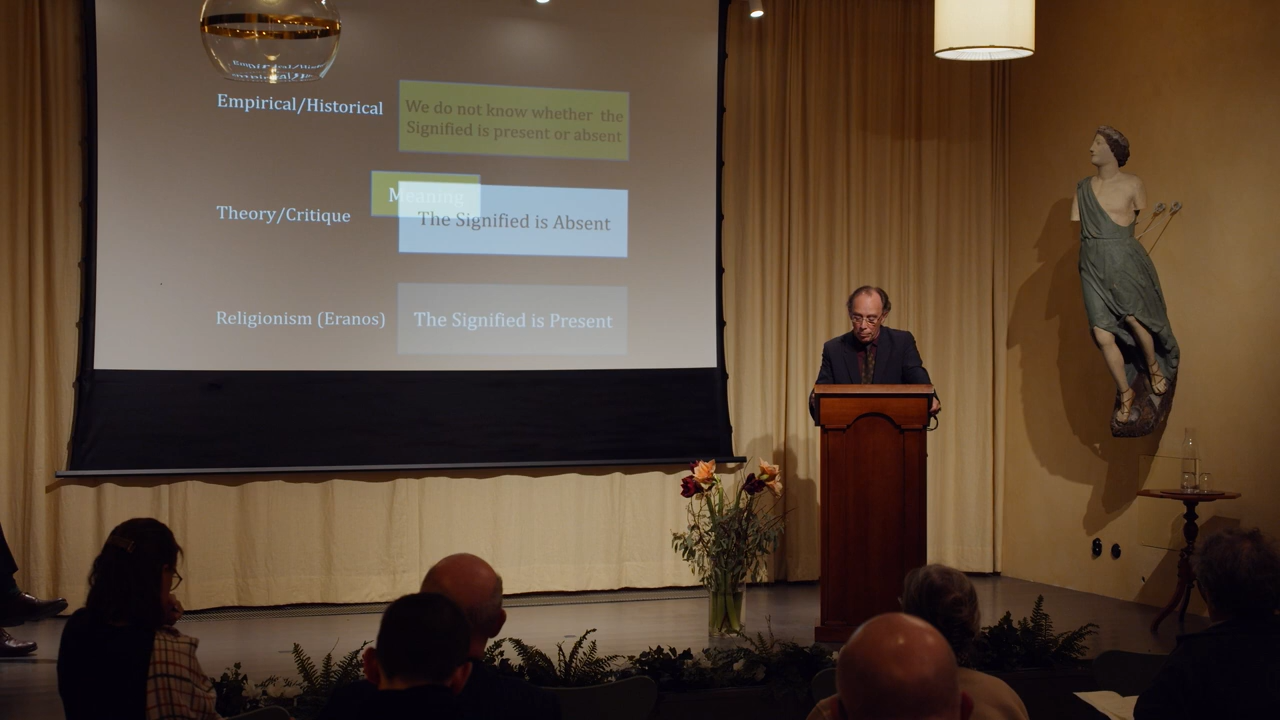 Empirical/Historical
We do not know whether the
Signified is present or absent
Meaning
Theory/Critique
The Signified is Absent
Religionism (Eranos)
The Signified is Present